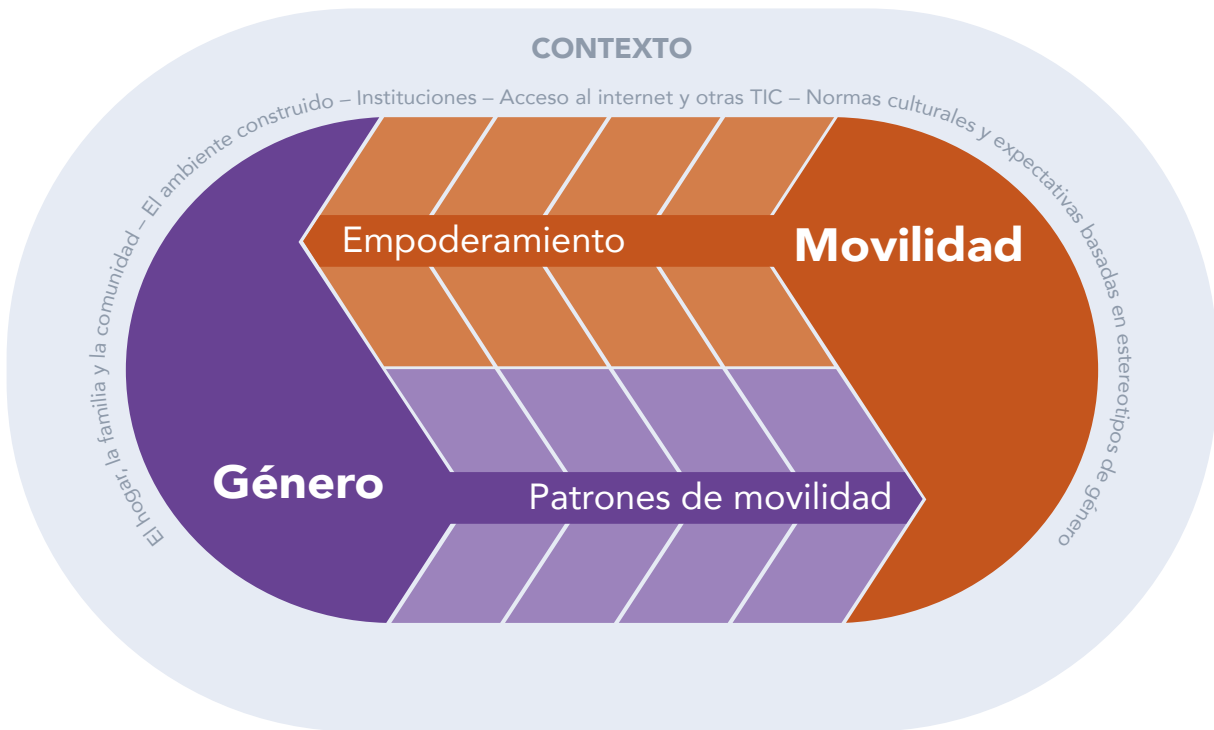 CONTEXTO
El hogar, la familia y la comunidad – El ambiente construido – Instituciones – Acceso al internet y otras TIC – Normas culturales y expectativas basadas en estereotipos de género
Empoderamiento
Movilidad
Género
Patrones de movilidad